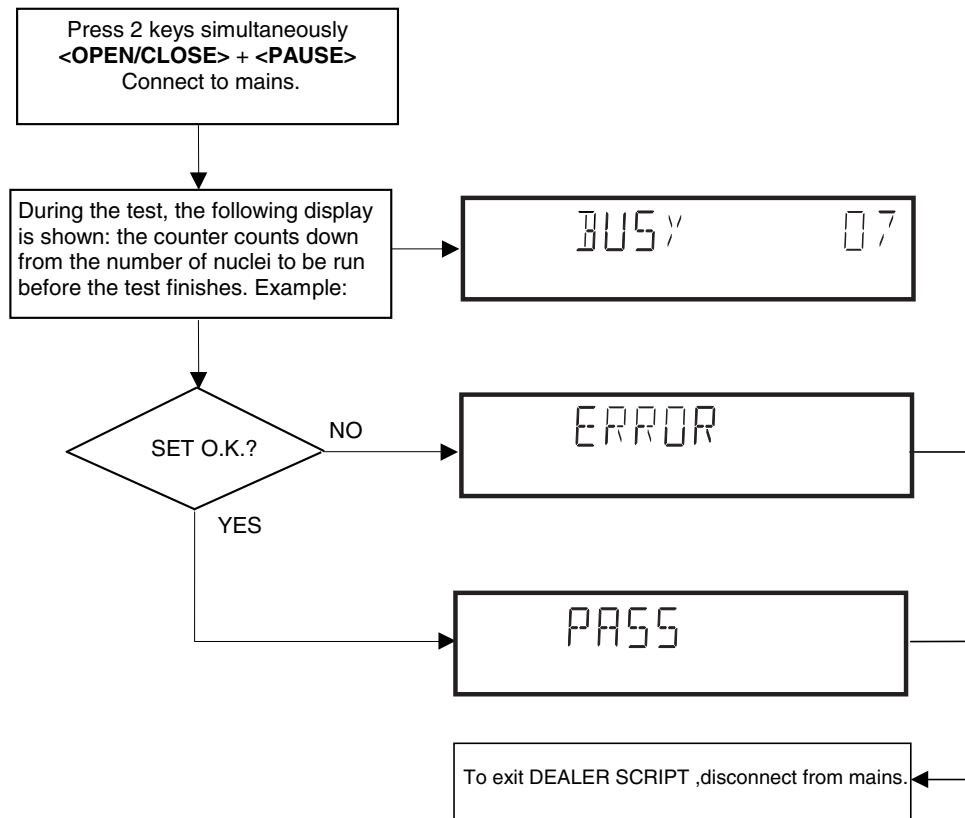 Press 2 keys simultaneously
<OPEN/CLOSE> + <PAUSE>
Connect to mains.
During the test, the following display
is shown: the counter counts down
from the number of nuclei to be run
before the test finishes. Example:
BUSY 07
SET O.K.?
NO
ERROR
YES
PASS
To exit DEALER SCRIPT ,disconnect from mains.